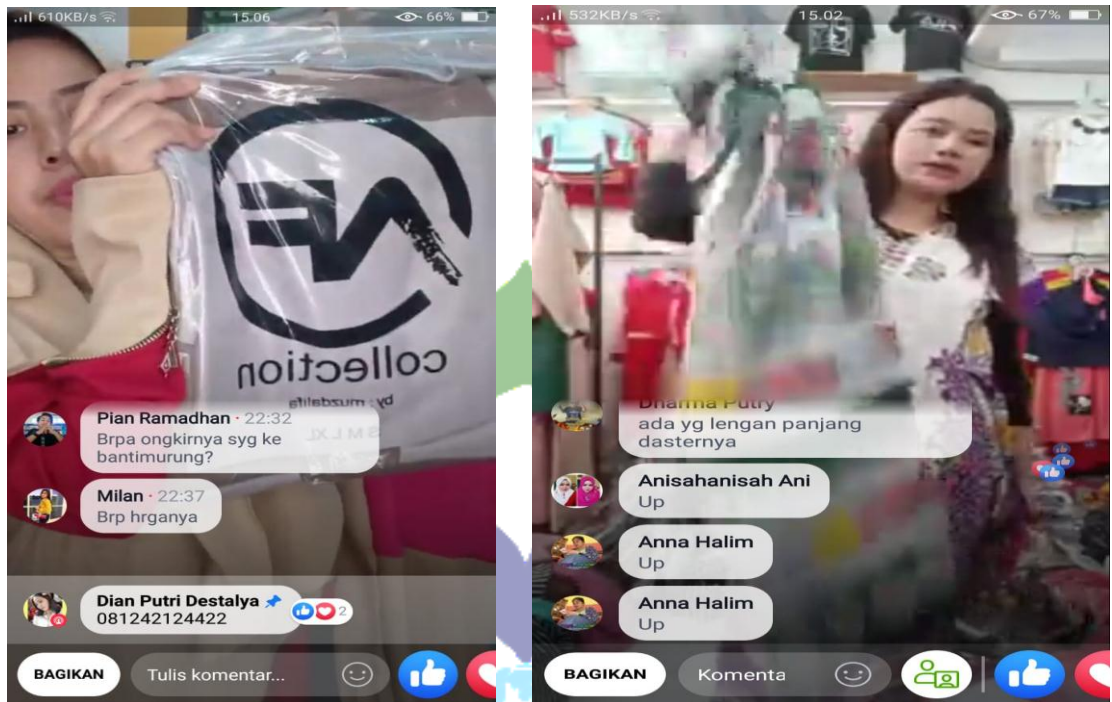 610KB/s
15.06
66%
collection
by : muzdalifa
S M L XL
Pian Ramadhan · 22:32
Brpa ongkirnya syg ke
bantimurung?
Milan · 22:37
Brp hrganya
Dian Putri Destalya
081242124422
2
BAGIKAN
Tulis komentar...
532KB/s
15.02
67%
Dharma Putry
ada yg lengan panjang
dasternya
Anisahanisah Ani
Up
Anna Halim
Up
Anna Halim
Up
BAGIKAN
Komenta